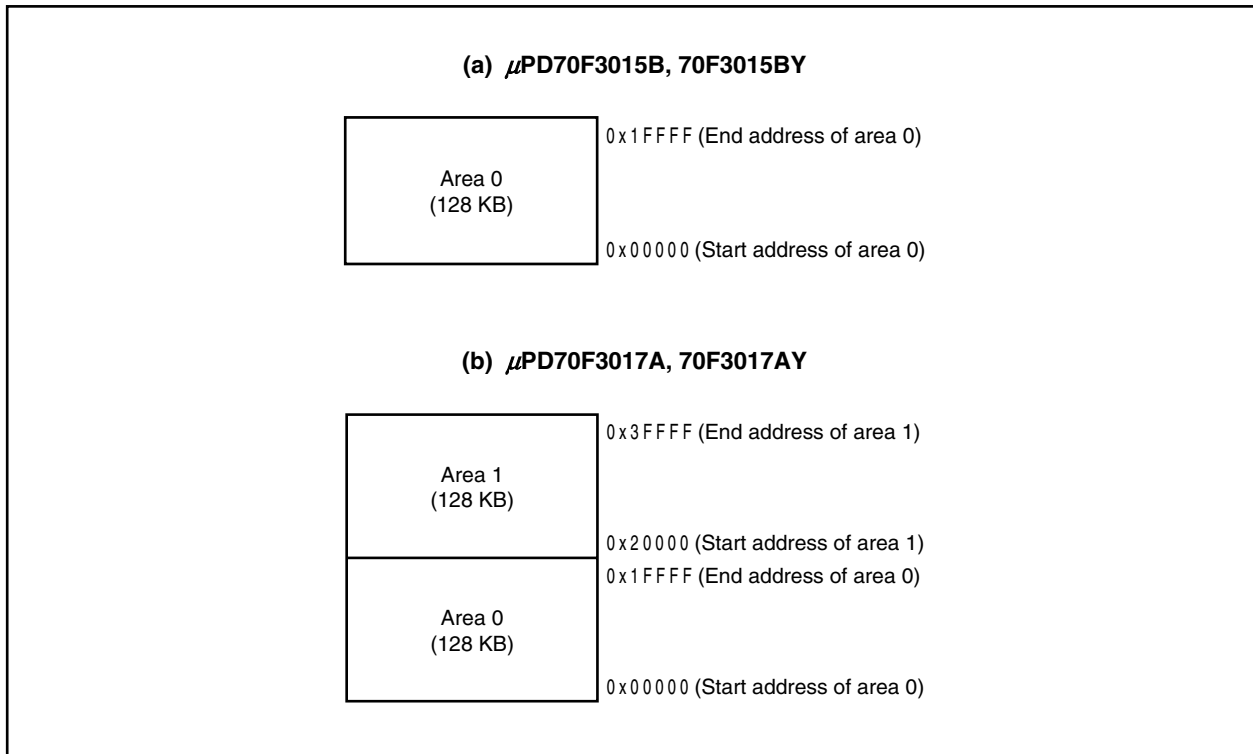 (a) μPD70F3015B, 70F3015BY
0x1FFFF (End address of area 0)
Area 0
(128 KB)
0x00000 (Start address of area 0)
(b) μPD70F3017A, 70F3017AY
0x3FFFF (End address of area 1)
Area 1
(128 KB)
0x20000 (Start address of area 1)
0x1FFFF (End address of area 0)
Area 0
(128 KB)
0x00000 (Start address of area 0)